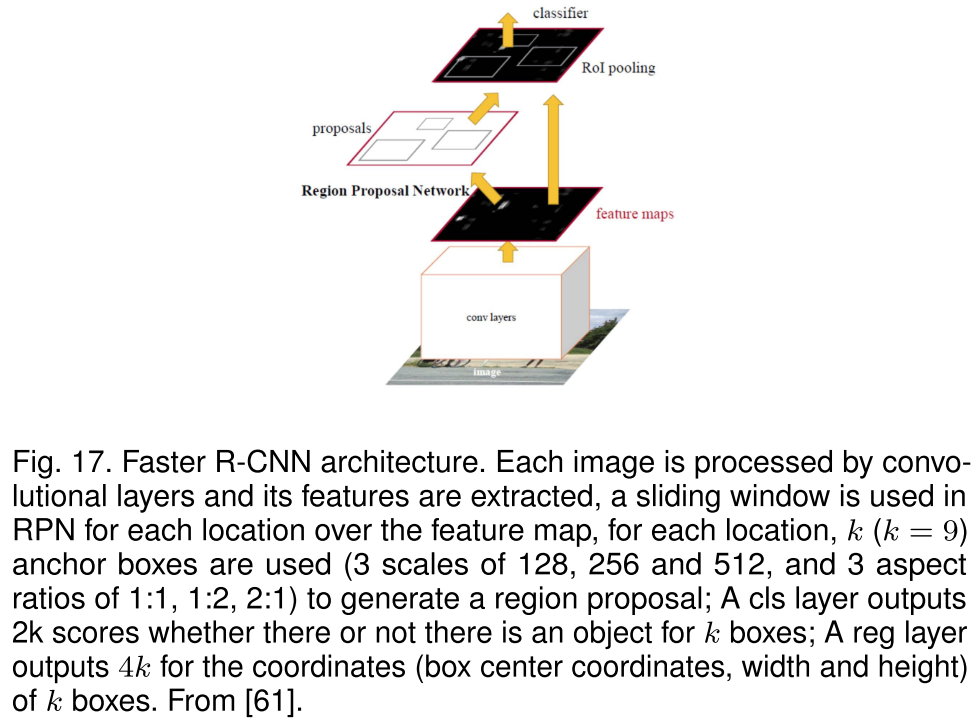 classifier
RoI pooling
proposals
Region Proposal Network
feature maps
conv layers
image
Fig. 17. Faster R-CNN architecture. Each image is processed by convo-
lutional layers and its features are extracted, a sliding window is used in
RPN for each location over the feature map, for each location, k (k = 9)
anchor boxes are used (3 scales of 128, 256 and 512, and 3 aspect
ratios of 1:1, 1:2, 2:1) to generate a region proposal; A cls layer outputs
2k scores whether there or not there is an object for k boxes; A reg layer
outputs 4k for the coordinates (box center coordinates, width and height)
of k boxes. From [61].